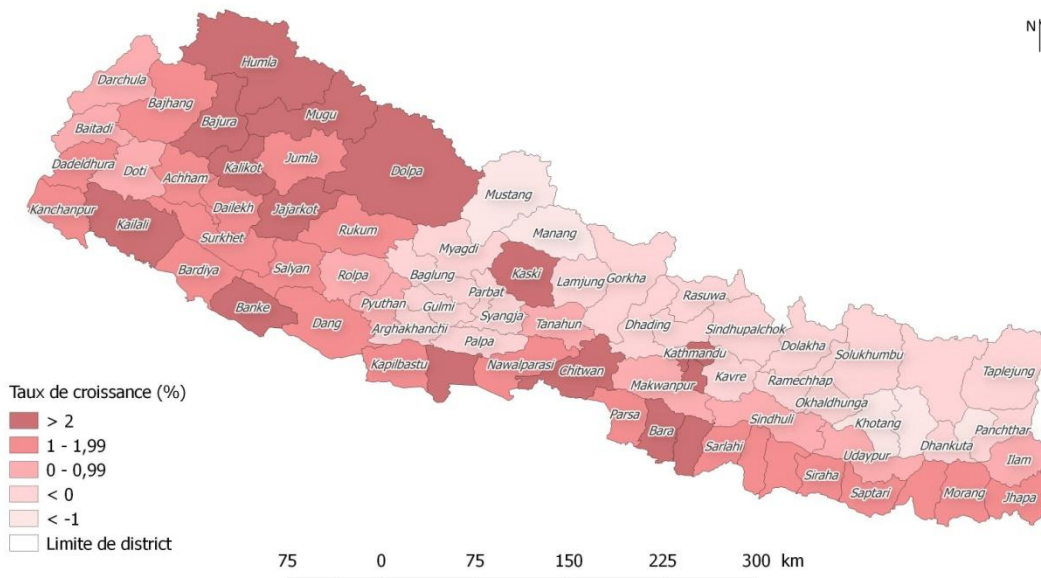 N
Humla
Darchula
Bajhang
Mugu
Bajura
Baitadi
Jumla
Kalikot
Dadeldhura
Doti
Achham
Dolpa
Mustang
Kanchanpur
Dailekh
Jajarkot
Kailali
Rukum
Manang
Surkhet
Myagdi
Bardiya
Salyan
Rolpa
Baglung
Kaski
Lamjung
Gorkha
Parbat
Rasuwa
Banke
Pyuthan
Gulmi
Syangja
Dang
Arghakhanchi
Tanahun
Dhading
Sindhupalchok
Palpa
Dolakha
Kathmandu
Solukhumbu
Kapilbastu
Nawalparasi
Chitwan
Makwanpur
Kavre
Ramechhap
Taplejung
Okhaldhunga
Parsa
Bara
Sindhuli
Khotang
Panchthar
Sarlahi
Dhankuta
Udaypur
Ilam
Siraha
Saptari
Morang
Jhapa
Taux de croissance (%)
> 2
1 - 1,99
0 - 0,99
< 0
< -1
Limite de district
75 0 75 150 225 300 km